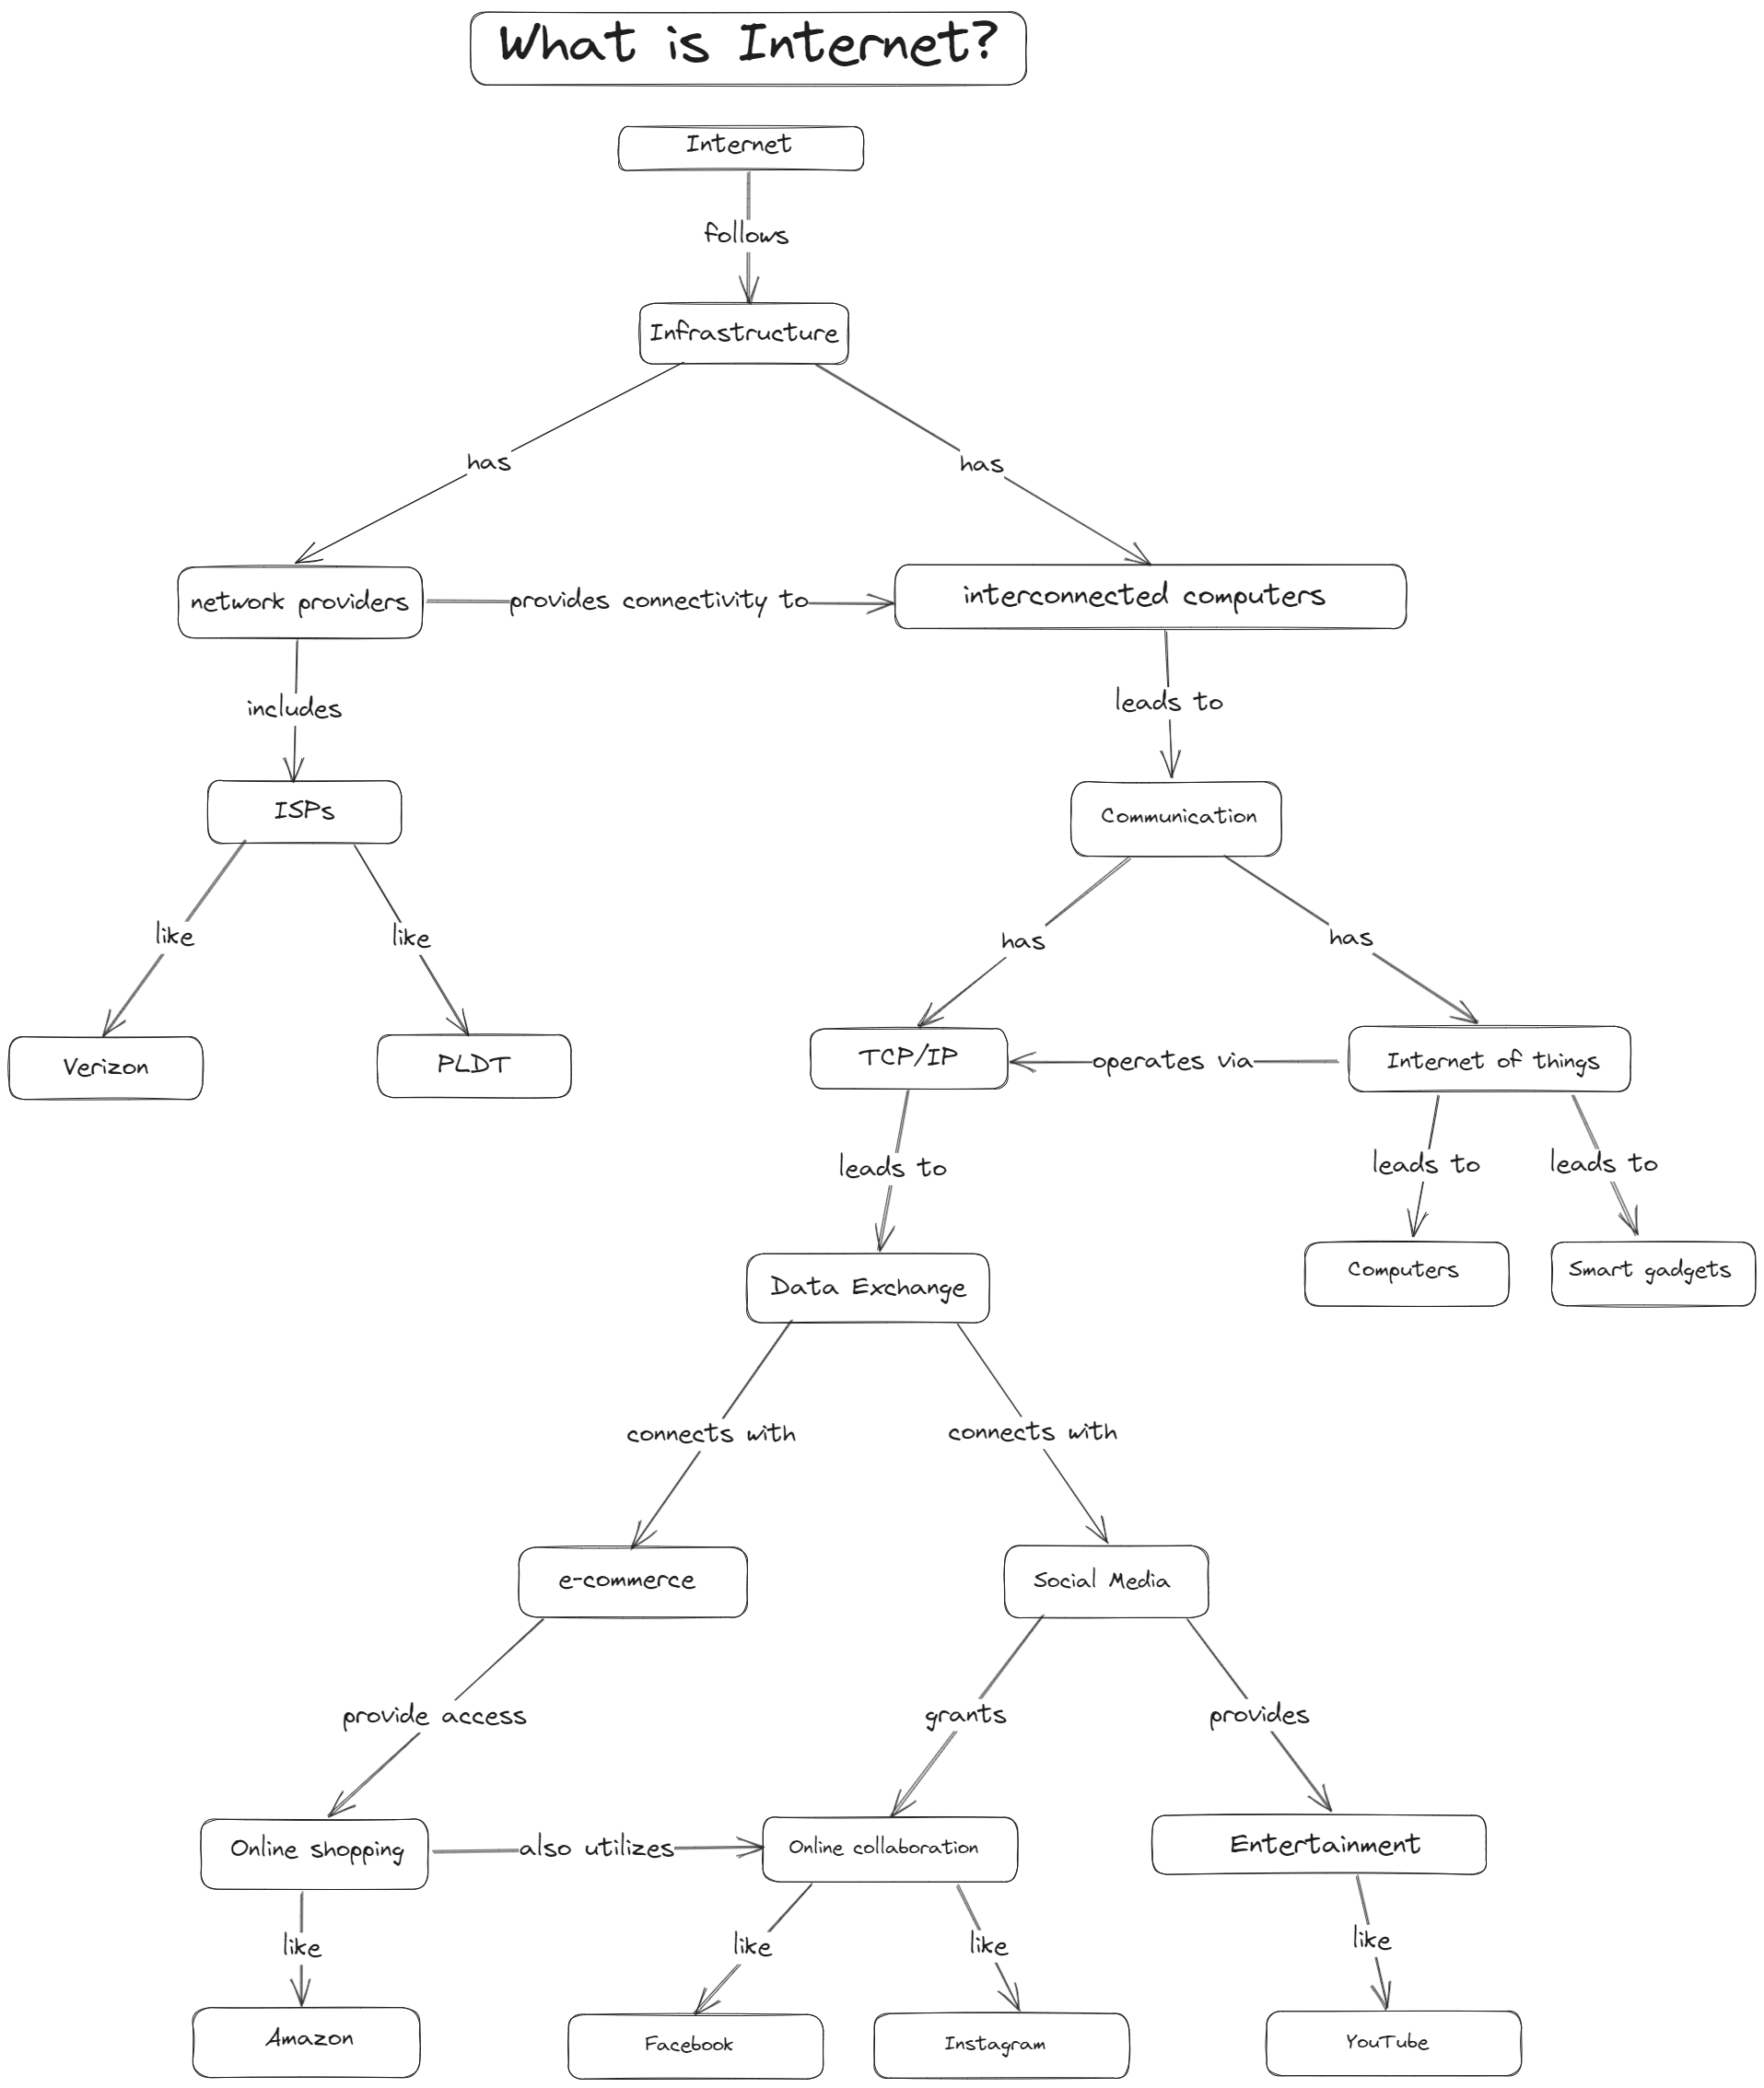 What is Internet?
Internet
follows
Infrastructure
has
has
network providers
provides connectivity to
interconnected computers
includes
leads to
ISPs
Communication
like
like
has
has
Verizon
PLDT
TCP/IP
operates via
Internet of things
leads to
leads to
leads to
Data Exchange
Computers
Smart gadgets
connects with
connects with
e-commerce
Social Media
provide access
grants
provides
Online shopping
also utilizes
Online collaboration
Entertainment
like
like
like
like
Amazon
Facebook
Instagram
YouTube